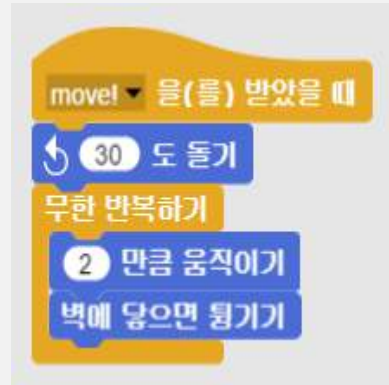 move! 을(를) 받았을 때
30 도 돌기
무한 반복하기
2 만큼 움직이기
벽에 닿으면 튕기기